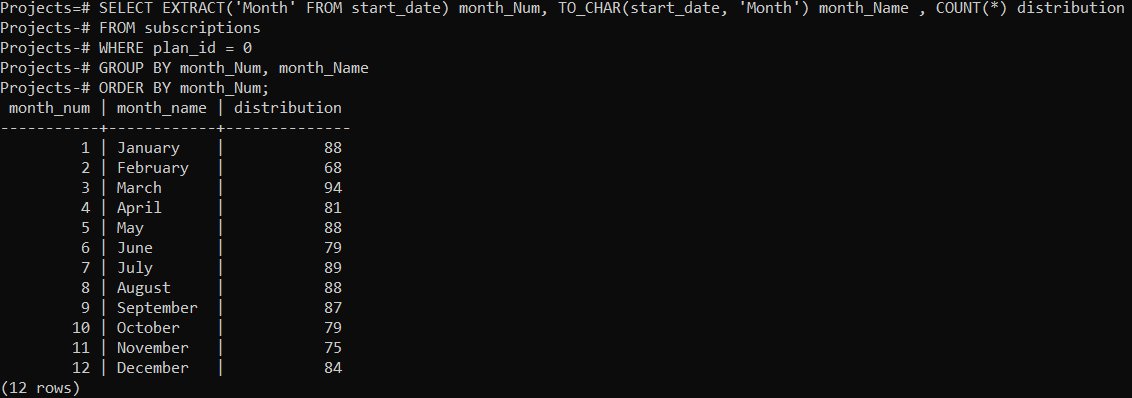 Projects=# SELECT EXTRACT('Month' FROM start_date) month_Num, TO_CHAR(start_date, 'Month') month_Name , COUNT(*) distribution
Projects-# FROM subscriptions
Projects-# WHERE plan_id = 0
Projects-# GROUP BY month_Num, month_Name
Projects-# ORDER BY month_Num;
 month_num | month_name | distribution
-----------+------------+--------------
         1 | January    |           88
         2 | February   |           68
         3 | March      |           94
         4 | April      |           81
         5 | May        |           88
         6 | June       |           79
         7 | July       |           89
         8 | August     |           88
         9 | September  |           87
        10 | October    |           79
        11 | November   |           75
        12 | December   |           84
(12 rows)